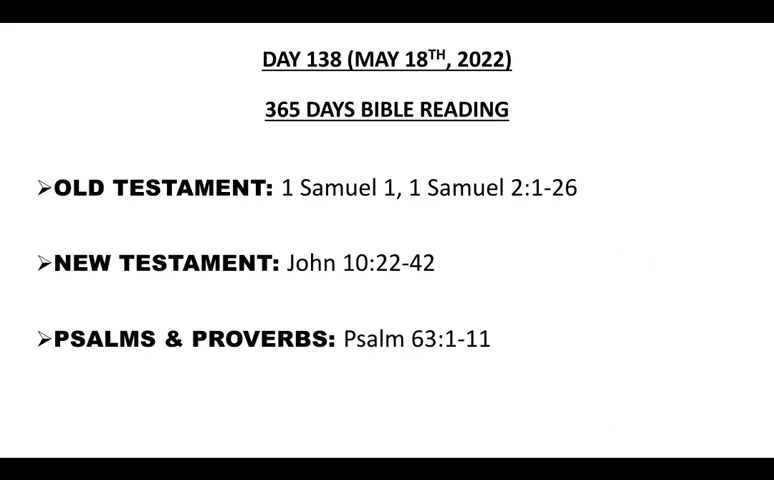 DAY 138 (MAY 18TH, 2022)
365 DAYS BIBLE READING
➢OLD TESTAMENT: 1 Samuel 1, 1 Samuel 2:1-26
➢NEW TESTAMENT: John 10:22-42
➢PSALMS & PROVERBS: Psalm 63:1-11